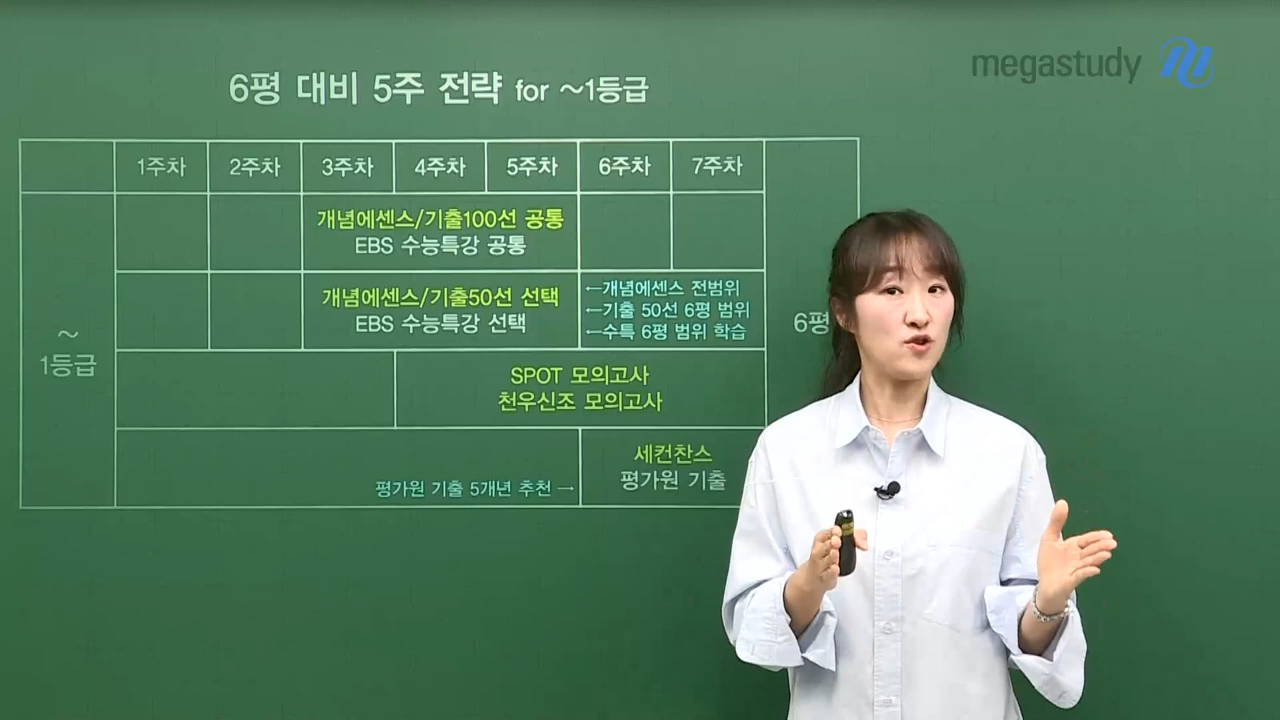 megastudy
6평 대비 5주 전략 for ~1등급
1주차 2주차 3주차 4주차 5주차 6주차 7주차
개념에센스/기출100선 공통
EBS 수능특강 공통
개념에센스/기출50선 선택
EBS 수능특강 선택
←개념에센스 전범위
←기출 50선 6평 범위
←수특 6평 범위 학습
~
1등급
6평
SPOT 모의고사
천우신조 모의고사
세컨찬스
평가원 기출
평가원 기출 5개년 추천→